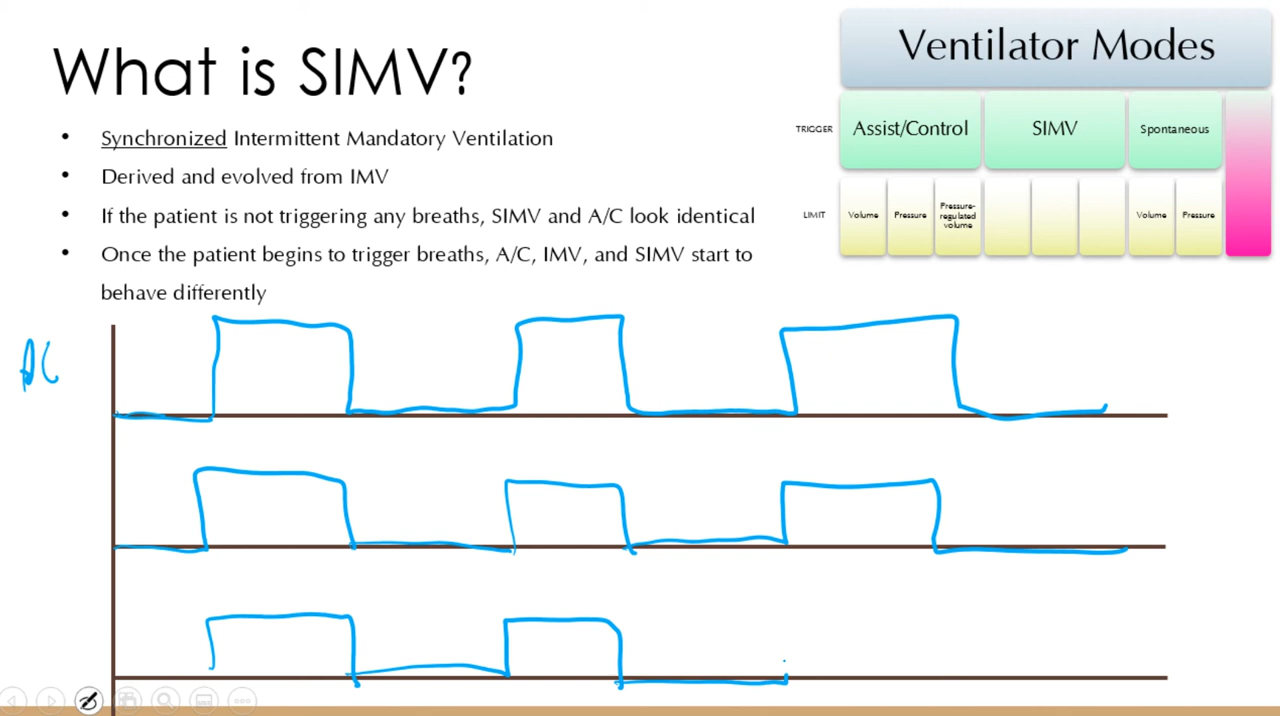 What is SIMV?
• Synchronized Intermittent Mandatory Ventilation
• Derived and evolved from IMV
• If the patient is not triggering any breaths, SIMV and A/C look identical
• Once the patient begins to trigger breaths, A/C, IMV, and SIMV start to
behave differently
Ventilator Modes
TRIGGER Assist/Control SIMV Spontaneous
LIMIT Volume Pressure Pressure-
regulated
volume
Volume Pressure
AC